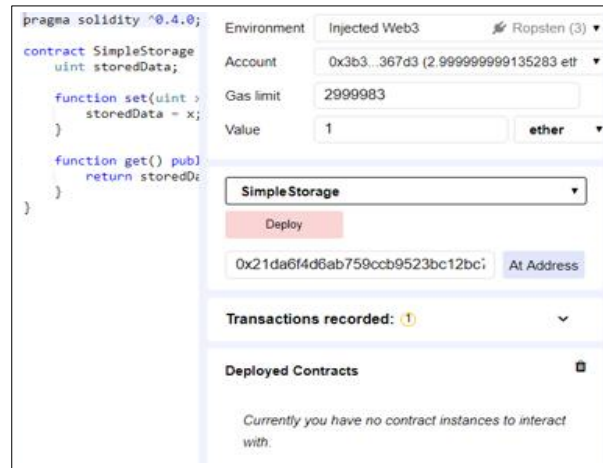 pragma solidity ^0.4.0;
contract SimpleStorage
uint storedData;
function set(uint
storedData = x;
}
function get() publ
return storedDa
}
}
Environment Injected Web3 Ropsten (3)
Account 0x3b3...367d3 (2.999999999135283 eth
Gas limit 2999983
Value 1 ether
SimpleStorage
Deploy
0x21da6f4d6ab759ccb9523bc12bc7 At Address
Transactions recorded: 1
Deployed Contracts
Currently you have no contract instances to interact
with.